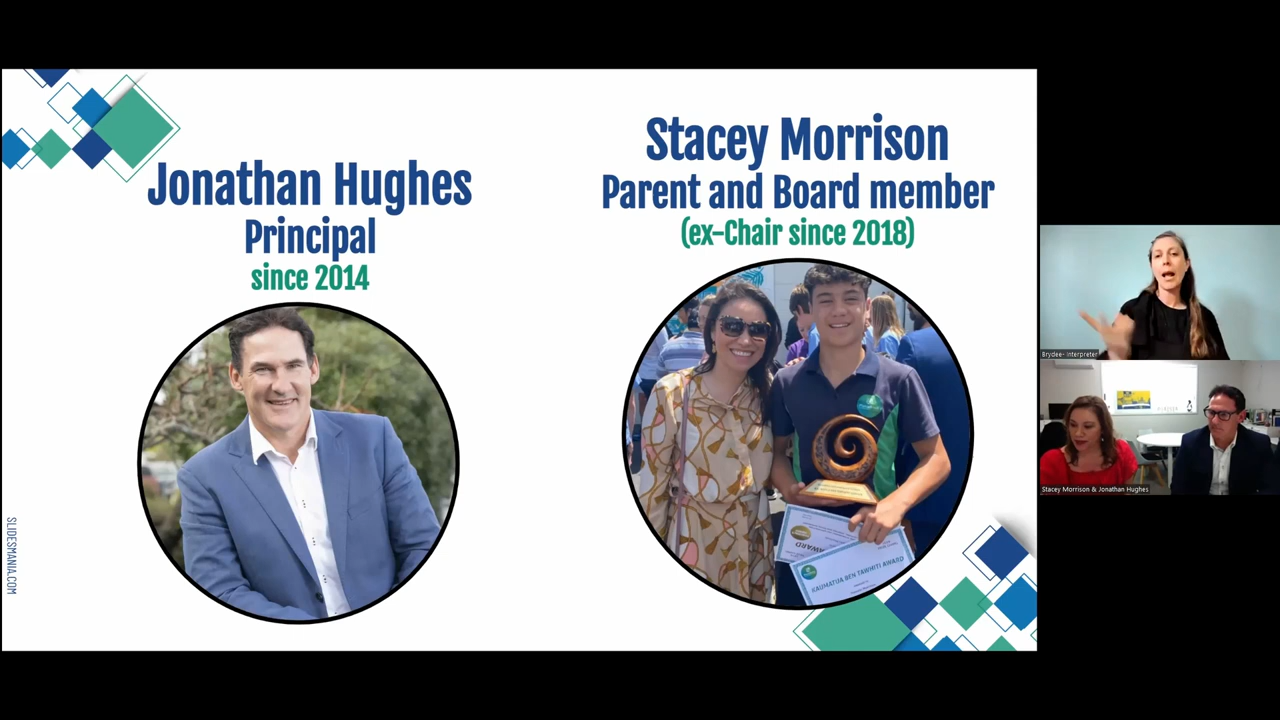 Jonathan Hughes
Principal
since 2014
Stacey Morrison
Parent and Board member
(ex-Chair since 2018)
AWARD
KAUMATUA BEN TAWHITI AWARD
SLIDESMANIA.COM
Brydee- Interpreter
Stacey Morrison & Jonathan Hughes